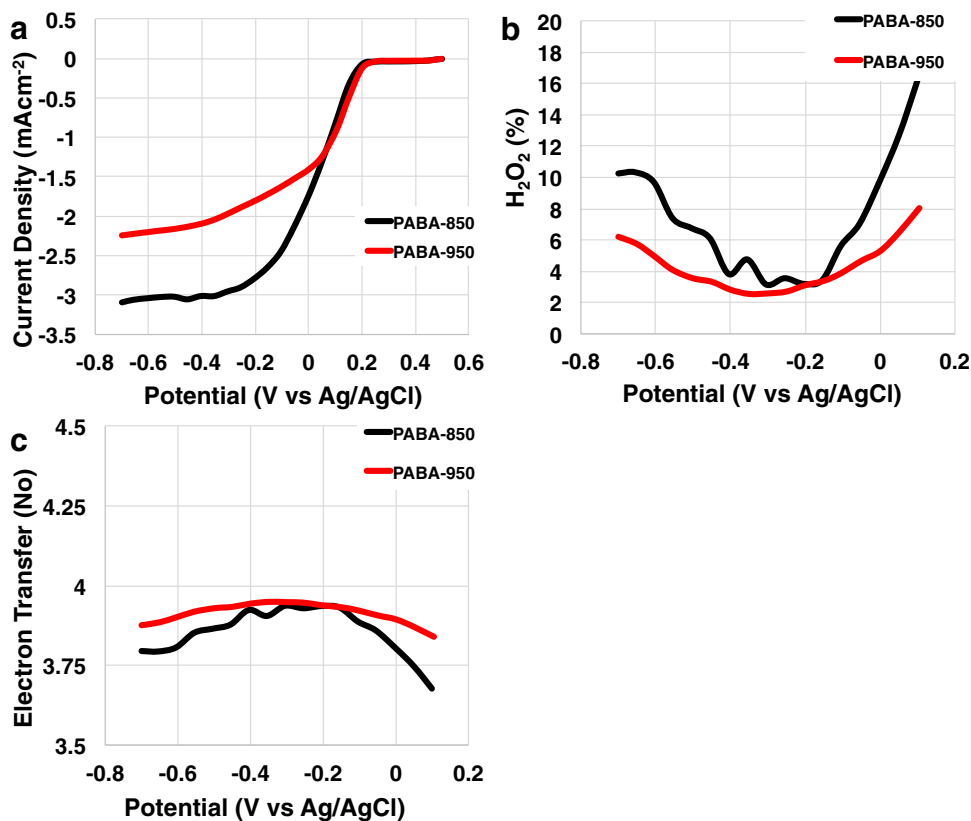 a
0.5
0
-0.5
-1
-1.5
-2
-2.5
-3
-3.5
Current Density (mAcm-2)
PABA-850
PABA-950
-0.8 -0.6 -0.4 -0.2 0 0.2 0.4 0.6
Potential (V vs Ag/AgCl)
b
20
18
16
14
12
10
8
6
4
2
0
H2O2 (%)
PABA-850
PABA-950
-0.8 -0.6 -0.4 -0.2 0 0.2
Potential (V vs Ag/AgCl)
c
4.5
4.25
4
3.75
3.5
Electron Transfer (No)
PABA-850
PABA-950
-0.8 -0.6 -0.4 -0.2 0 0.2
Potential (V vs Ag/AgCl)